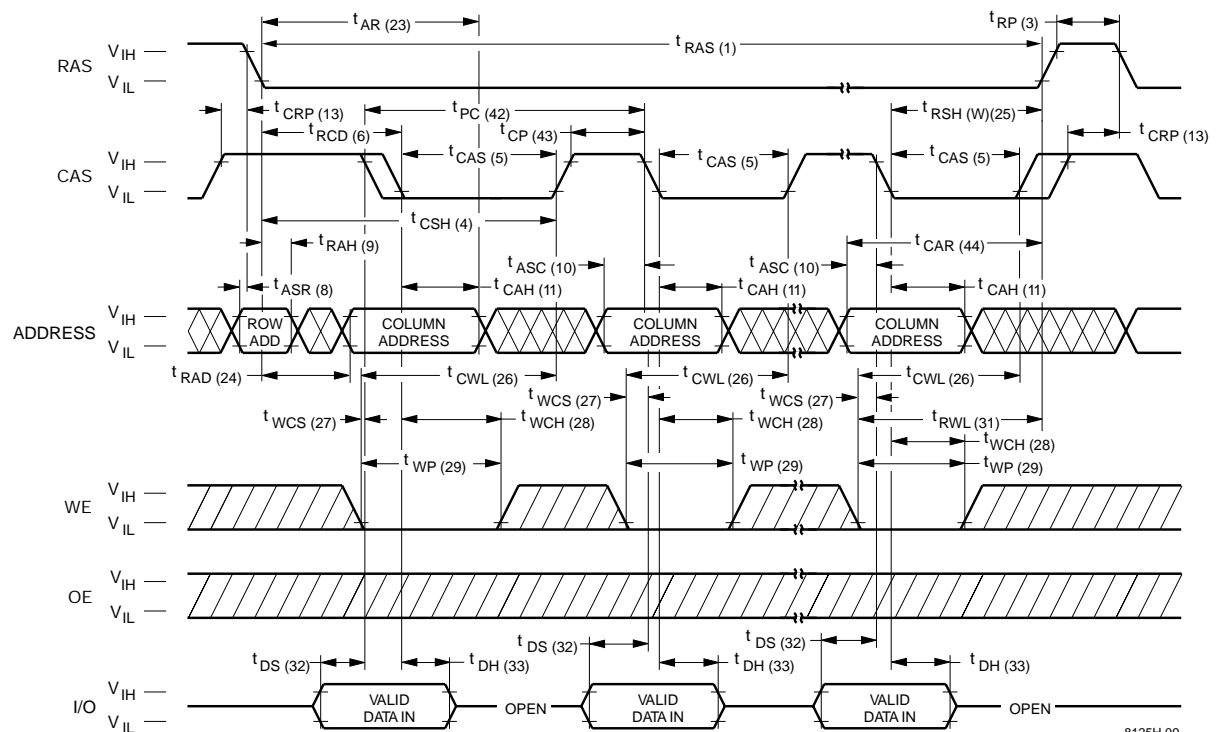 t AR (23)
t RP (3)
t RAS (1)
RAS
V IH
V IL
t CRP (13)
t PC (42)
t RSH (W)(25)
t RCD (6)
t CP (43)
t CRP (13)
CAS
V IH
V IL
t CAS (5)
t CAS (5)
t CAS (5)
t CSH (4)
t RAH (9)
t CAR (44)
t ASC (10)
t ASC (10)
t ASR (8)
t CAH (11)
t CAH (11)
t CAH (11)
ADDRESS
V IH
V IL
ROW ADD
COLUMN ADDRESS
COLUMN ADDRESS
COLUMN ADDRESS
t RAD (24)
t CWL (26)
t CWL (26)
t CWL (26)
t WCS (27)
t WCS (27)
t WCS (27)
t WCH (28)
t WCH (28)
t RWL (31)
t WCH (28)
t WP (29)
t WP (29)
t WP (29)
WE
V IH
V IL
OE
V IH
V IL
t DS (32)
t DS (32)
t DS (32)
t DH (33)
t DH (33)
t DH (33)
I/O
V IH
V IL
VALID DATA IN
OPEN
VALID DATA IN
VALID DATA IN
OPEN